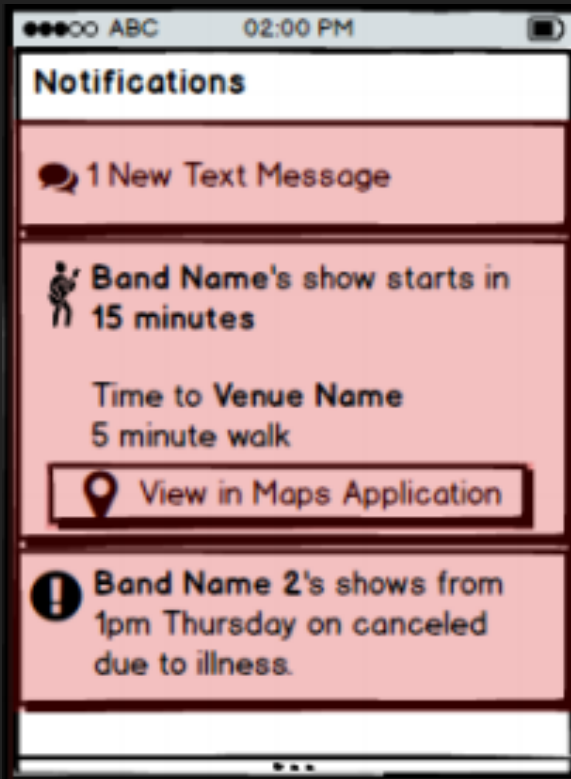 ABC 02:00 PM
Notifications
1 New Text Message
Band Name's show starts in
15 minutes
Time to Venue Name
5 minute walk
View in Maps Application
Band Name 2's shows from
1pm Thursday on canceled
due to illness.